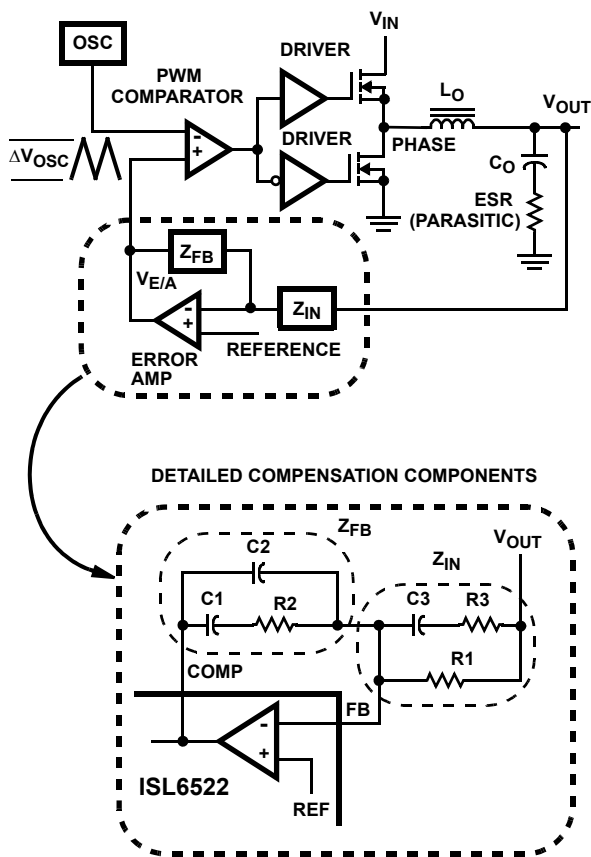 OSC
PWM
COMPARATOR
DRIVER
V_IN
DRIVER
L_O
V_OUT
PHASE
C_O
ESR
(PARASITIC)
ΔV_OSC
-
+
Z_FB
V_E/A
-
+
Z_IN
REFERENCE
ERROR
AMP
DETAILED COMPENSATION COMPONENTS
Z_FB
V_OUT
C2
Z_IN
C1
R2
C3
R3
R1
COMP
FB
-
+
ISL6522
REF